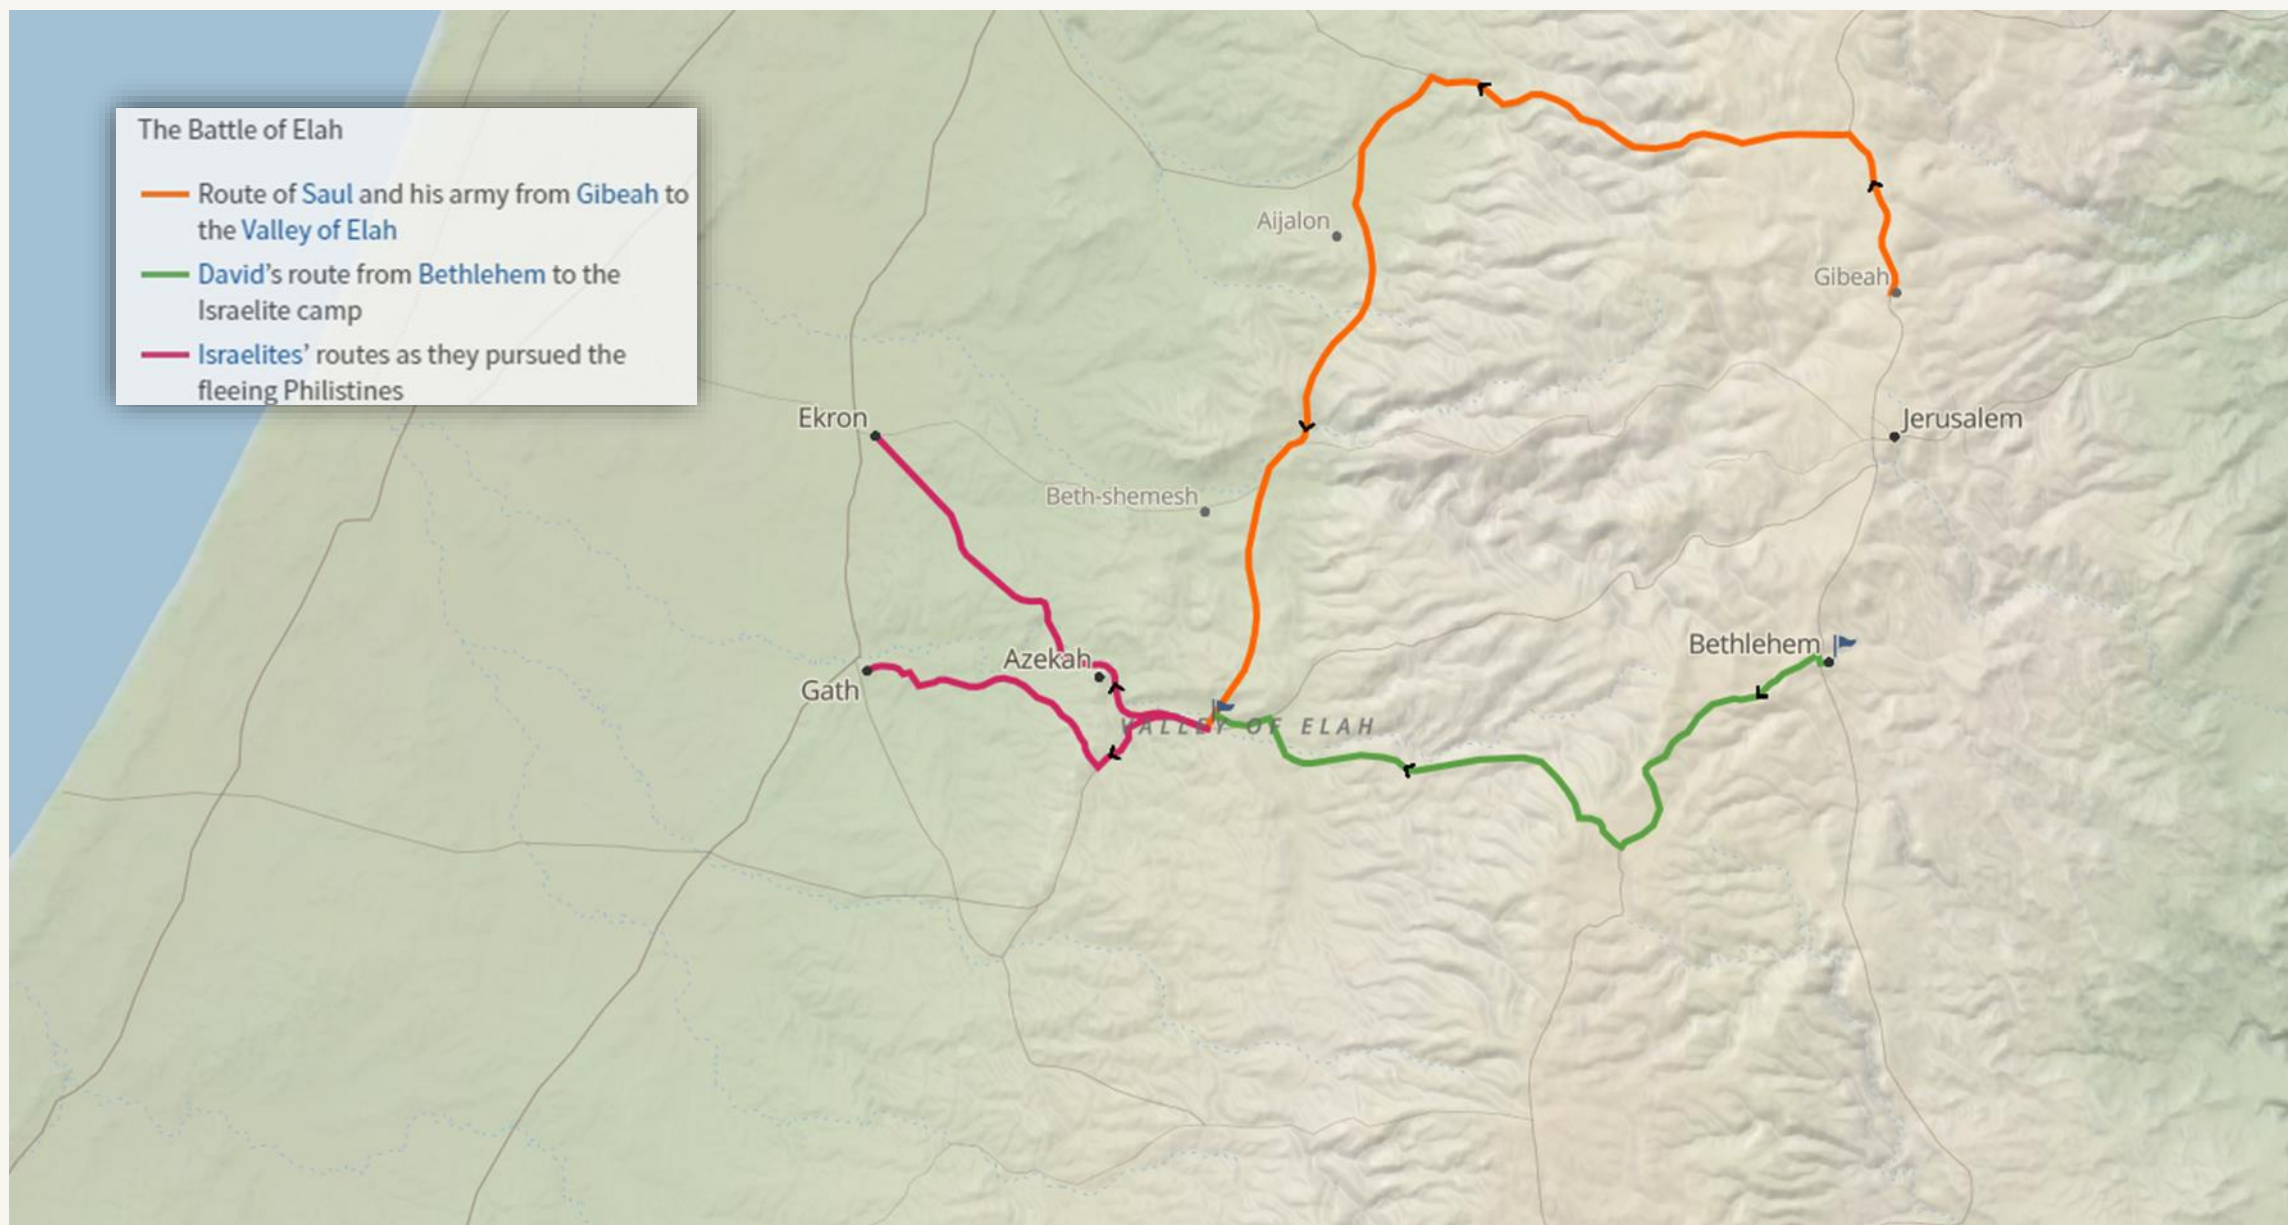 The Battle of Elah
Route of Saul and his army from Gibeah to
the Valley of Elah
David’s route from Bethlehem to the
Israelite camp
Israelites’ routes as they pursued the
fleeing Philistines
Aijalon
Gibeah
Ekron
Jerusalem
Beth-shemesh
Bethlehem
Azekah
Gath
VALLEY OF ELAH